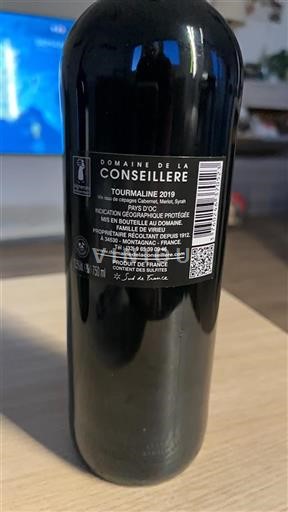 DOMAINE DE LA
CONSEILLERE
TOURMALINE 2019
Vin issu de cépages Cabernet, Merlot, Syrah
PAYS D'OC
INDICATION GÉOGRAPHIQUE PROTÉGÉE
MIS EN BOUTEILLE AU DOMAINE.
FAMILLE DE VIRIEU
PROPRIÉTAIRE RÉCOLTANT DEPUIS 1912.
À 34530 - MONTAGNAC - FRANCE.
PRODUIT DE FRANCE
CONTIENT DES SULFITES
Sud de France
750 ml